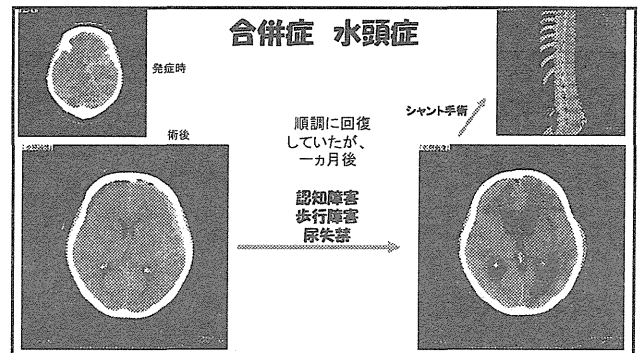 合併症 水頭症
発症時
術後
順調に回復
していたが、
一ヵ月後
認知障害
歩行障害
尿失禁
シャント手術